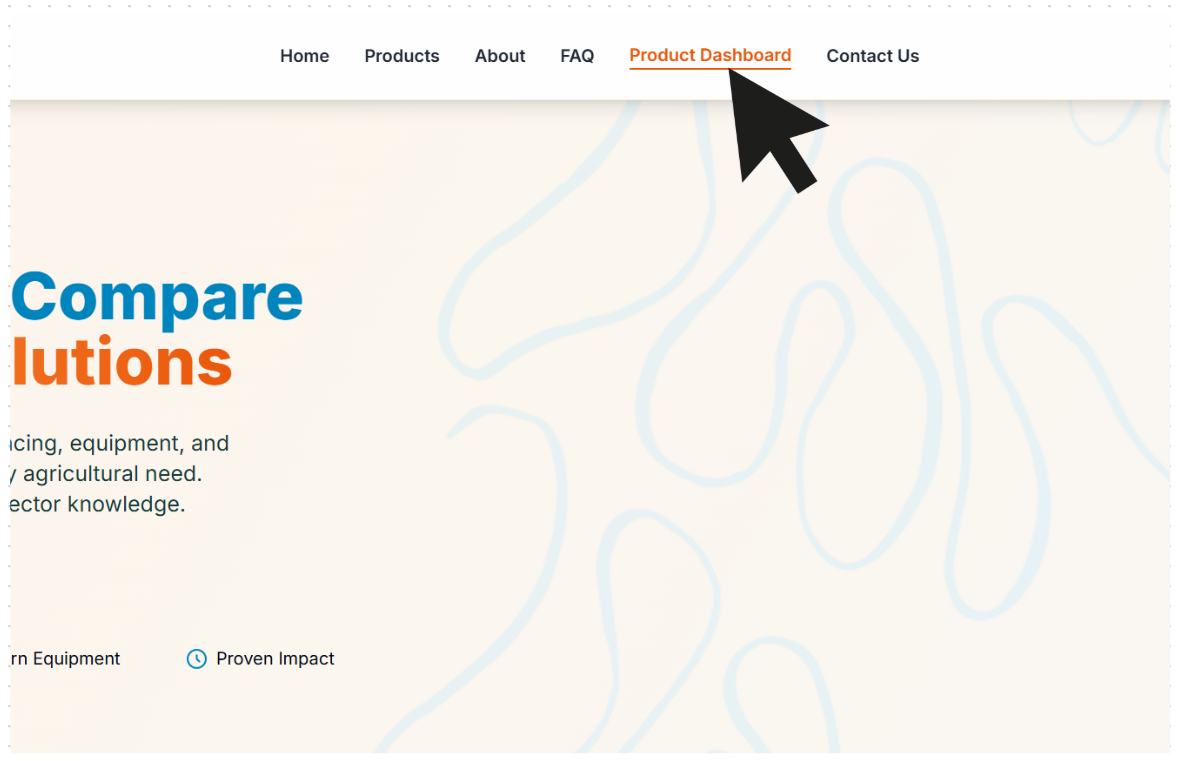 Home Products About FAQ Product Dashboard Contact Us
Compare
lutions
cing, equipment, and
agricultural need.
ector knowledge.
rn Equipment Proven Impact